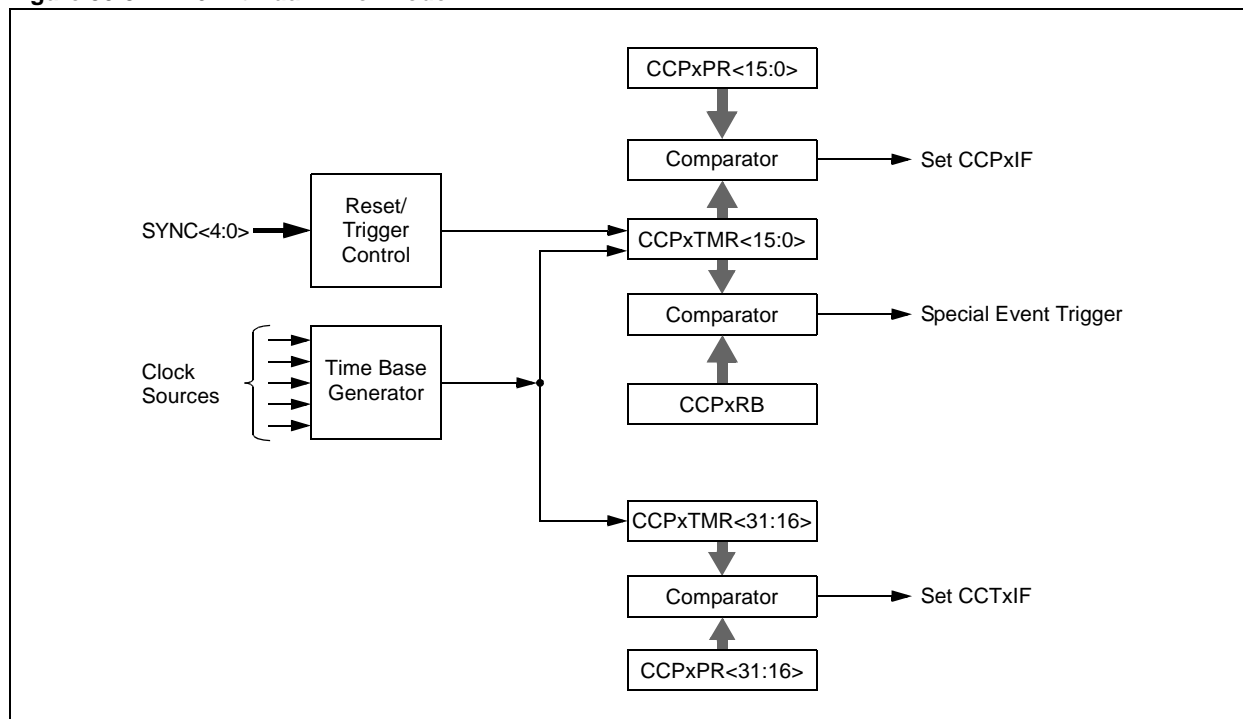 CCPxPR<15:0>
Comparator
Set CCPxIF
SYNC<4:0>
Reset/
Trigger
Control
CCPxTMR<15:0>
Comparator
Special Event Trigger
Clock
Sources
Time Base
Generator
CCPxRB
CCPxTMR<31:16>
Comparator
Set CCTxIF
CCPxPR<31:16>